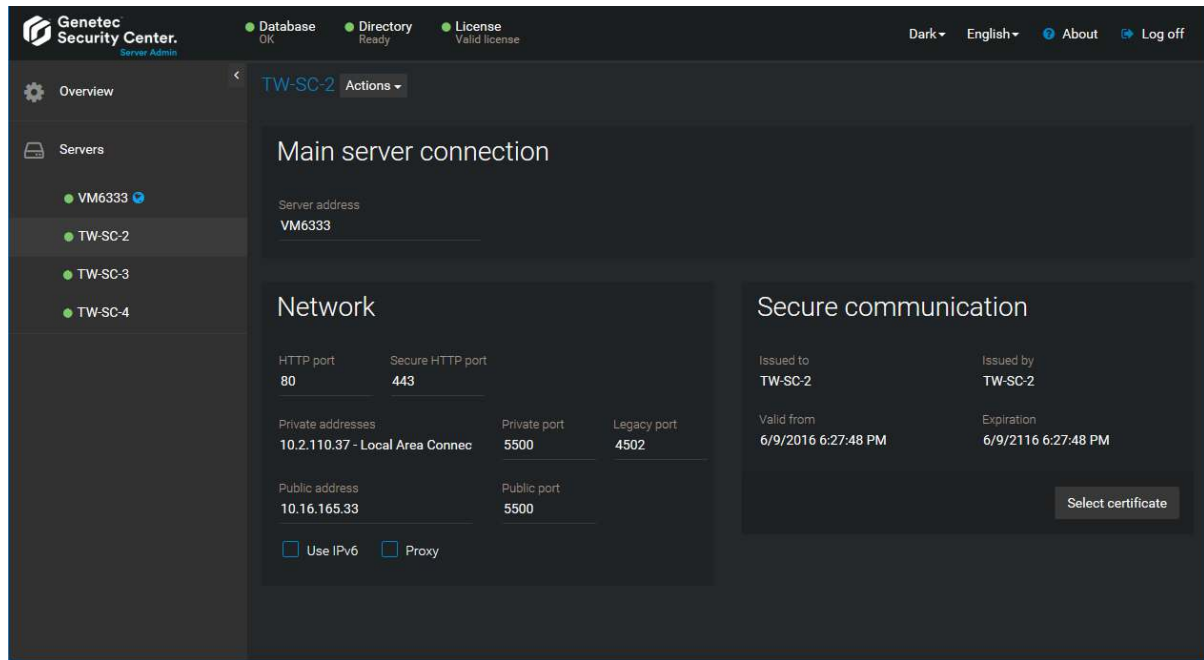 Genetec
Security Center.
Server Admin
Database
OK
Directory
Ready
License
Valid license
Dark
English
About
Log off
Overview
Servers
VM6333
TW-SC-2
TW-SC-3
TW-SC-4
TW-SC-2 Actions
Main server connection
Server address
VM6333
Network
HTTP port Secure HTTP port
80 443
Private addresses Private port Legacy port
10.2.110.37 - Local Area Connec 5500 4502
Public address Public port
10.16.165.33 5500
Use IPv6 Proxy
Secure communication
Issued to Issued by
TW-SC-2 TW-SC-2
Valid from Expiration
6/9/2016 6:27:48 PM 6/9/2116 6:27:48 PM
Select certificate